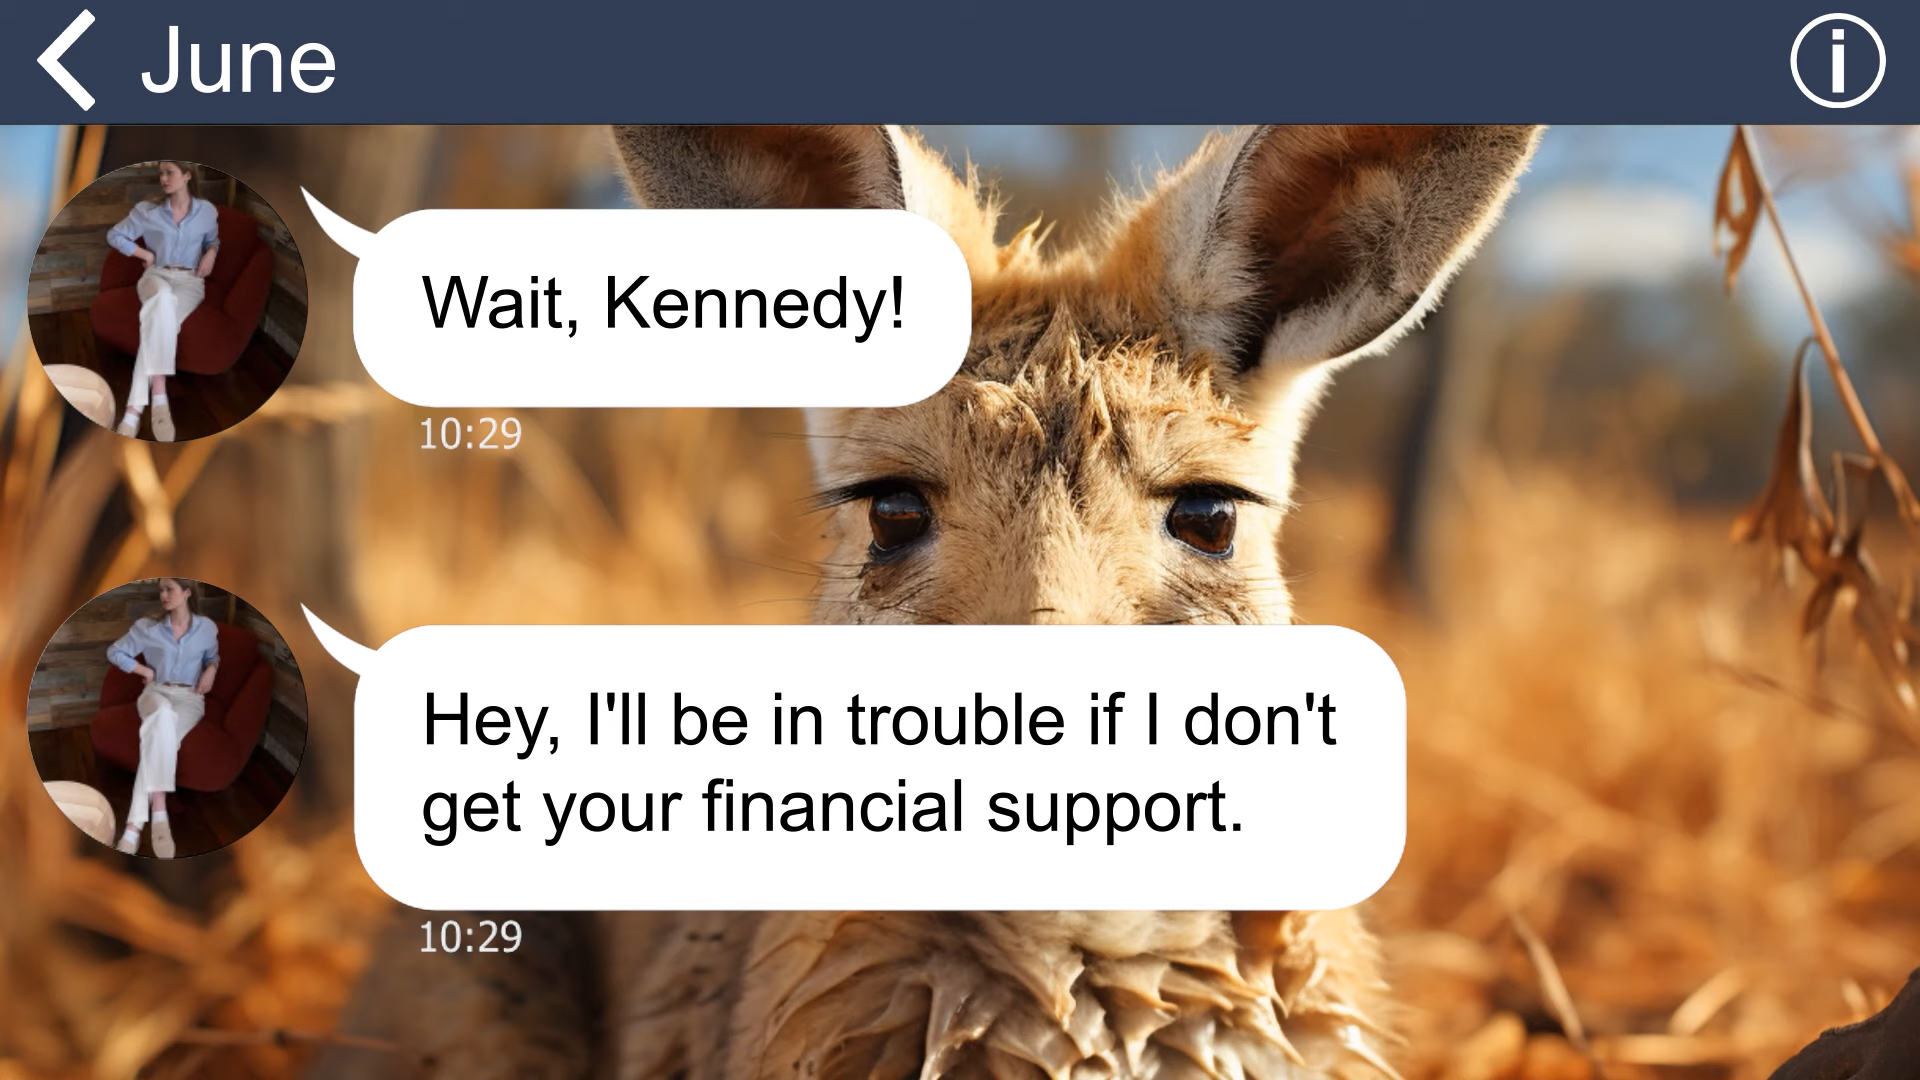 June
Wait, Kennedy!
10:29
Hey, I'll be in trouble if I don't
get your financial support.
10:29